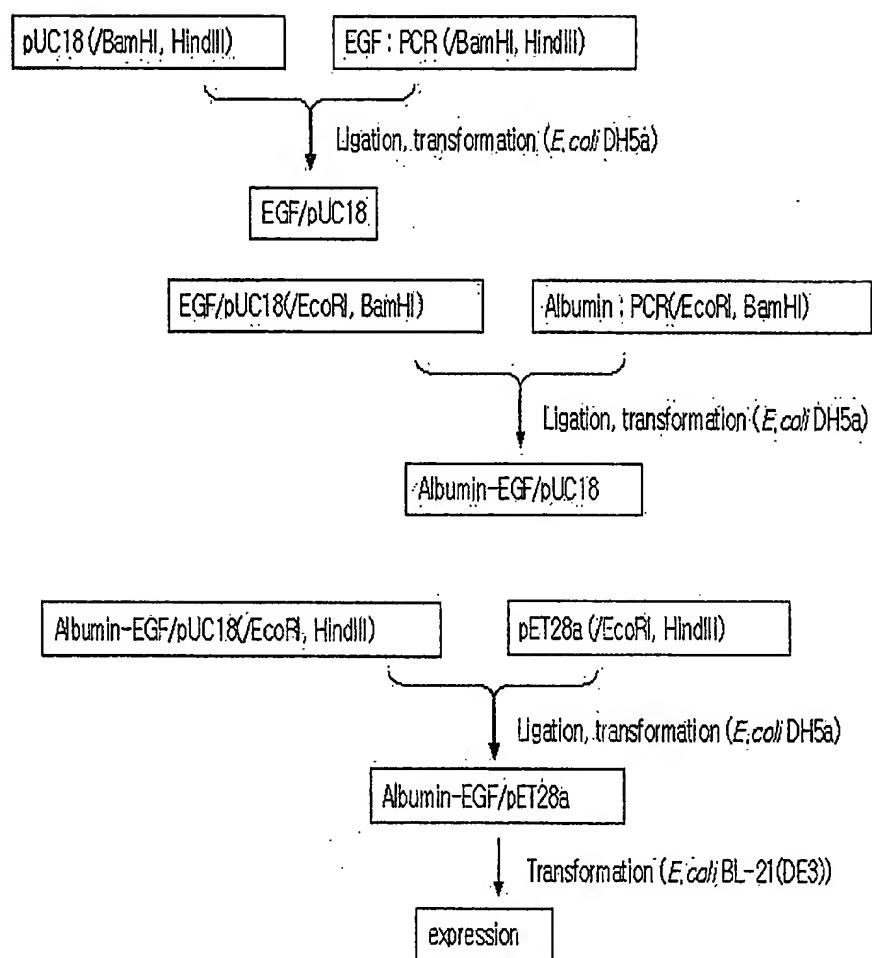 pUC18 (/BamHI, HindIII) EGF : PCR (/BamHI, HindIII)
Ligation, transformation (E.coli DH5a)
EGF/pUC18
EGF/pUC18(/EcoRI, BamHI) Albumin : PCR(/EcoRI, BamHI)
Ligation, transformation (E.coli DH5a)
Albumin-EGF/pUC18
Albumin-EGF/pUC18(/EcoRI, HindIII) pET28a (/EcoRI, HindIII)
Ligation, transformation (E.coli DH5a)
Albumin-EGF/pET28a
Transformation (E.coli BL-21(DE3))
expression